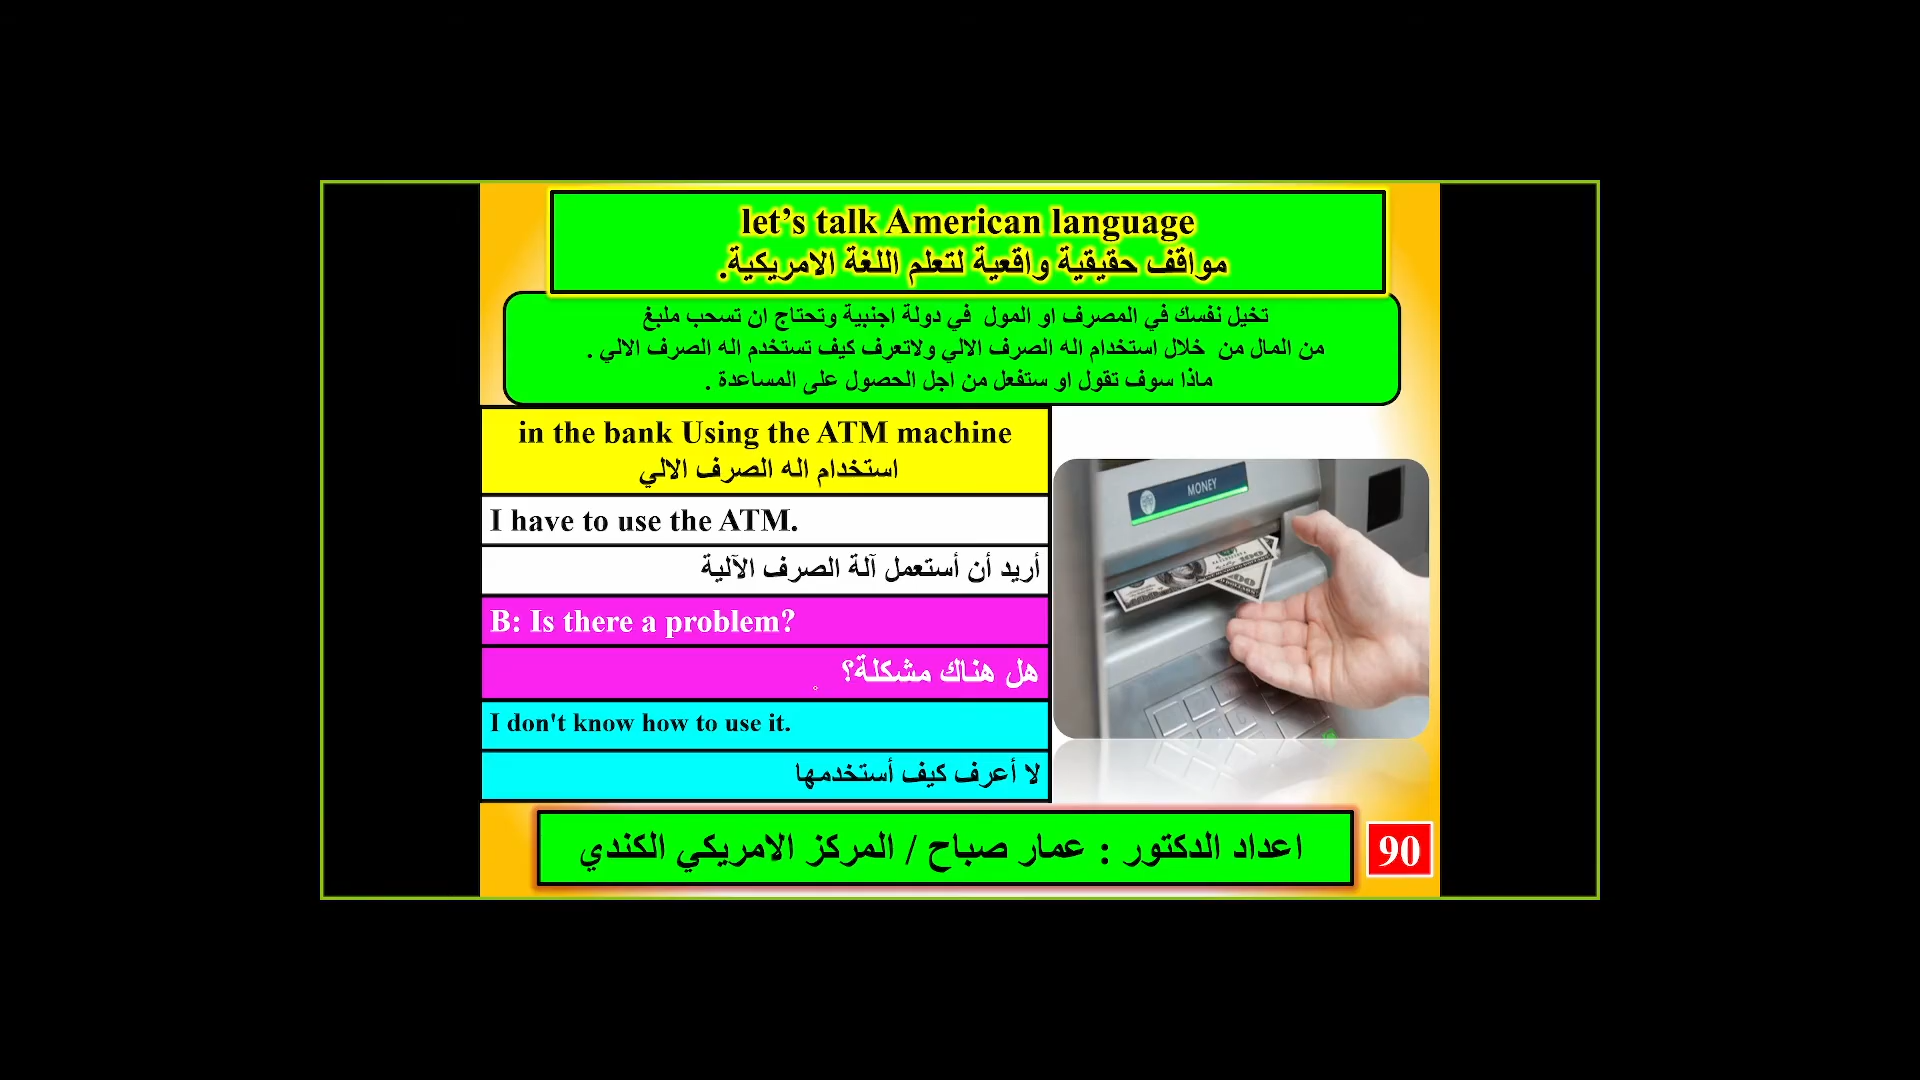 let’s talk American language
مواقف حقيقية واقعية لتعلم اللغة الامريكية.
تخيل نفسك في المصرف او المول في دولة اجنبية وتحتاج ان تسحب ملبغ
من المال من خلال استخدام اله الصرف الالي ولاتعرف كيف تستخدم اله الصرف الالي .
ماذا سوف تقول او ستفعل من اجل الحصول على المساعدة .
in the bank Using the ATM machine
استخدام اله الصرف الالي
I have to use the ATM.
أريد أن أستعمل آلة الصرف الآلية
B: Is there a problem?
هل هناك مشكلة؟
I don't know how to use it.
لا أعرف كيف أستخدمها
MONEY
100
اعداد الدكتور : عمار صباح / المركز الامريكي الكندي
90